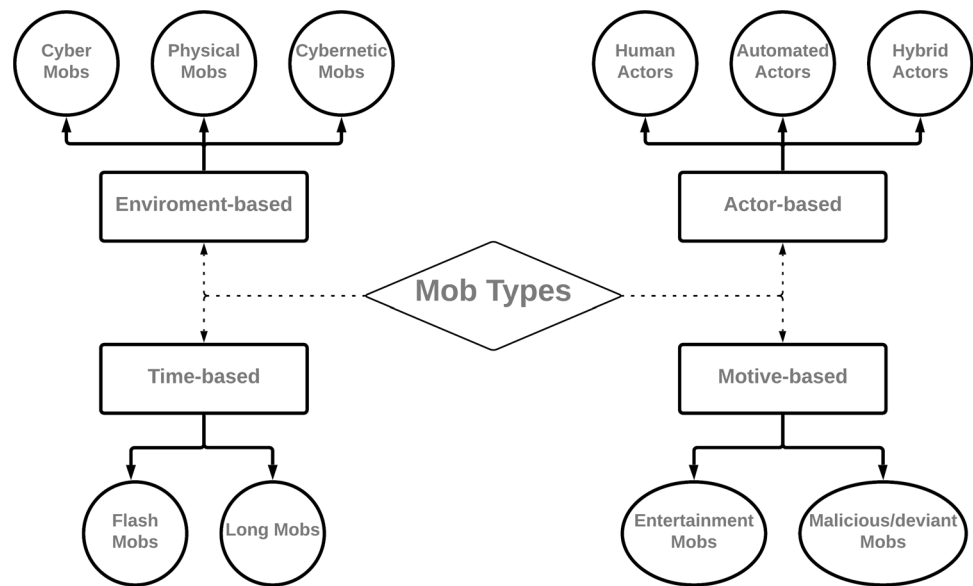 Cyber
Mobs
Physical
Mobs
Cybernetic
Mobs
Human
Actors
Automated
Actors
Hybrid
Actors
Enviroment-based
Actor-based
Mob Types
Time-based
Motive-based
Flash
Mobs
Long Mobs
Entertainment
Mobs
Malicious/deviant
Mobs